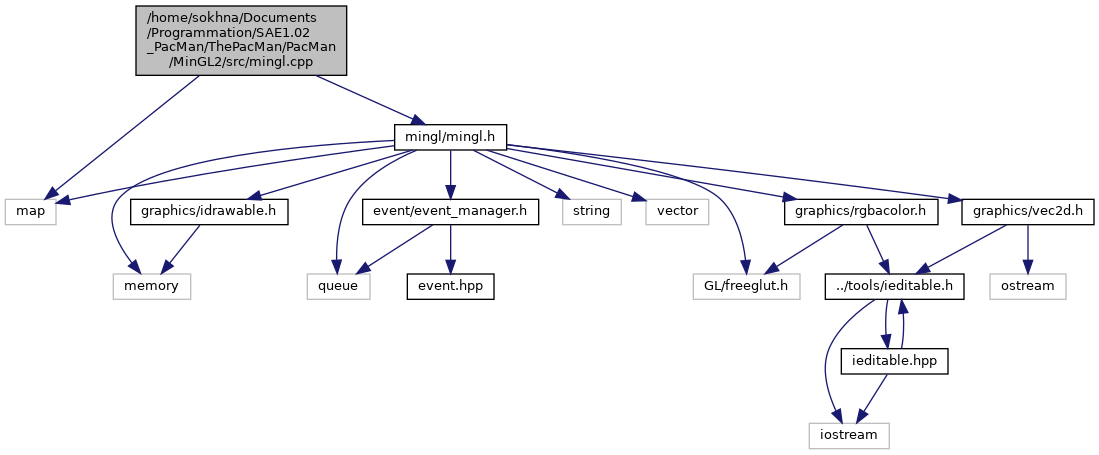 /home/sokhna/Documents
/Programmation/SAE1.02
_PacMan/ThePacMan/PacMan
/MinGL2/src/mingl.cpp
mingl/mingl.h
map
graphics/idrawable.h
event/event_manager.h
string
vector
graphics/rgbacolor.h
graphics/vec2d.h
memory
queue
event.hpp
GL/freeglut.h
../tools/ieditable.h
ostream
ieditable.hpp
iostream